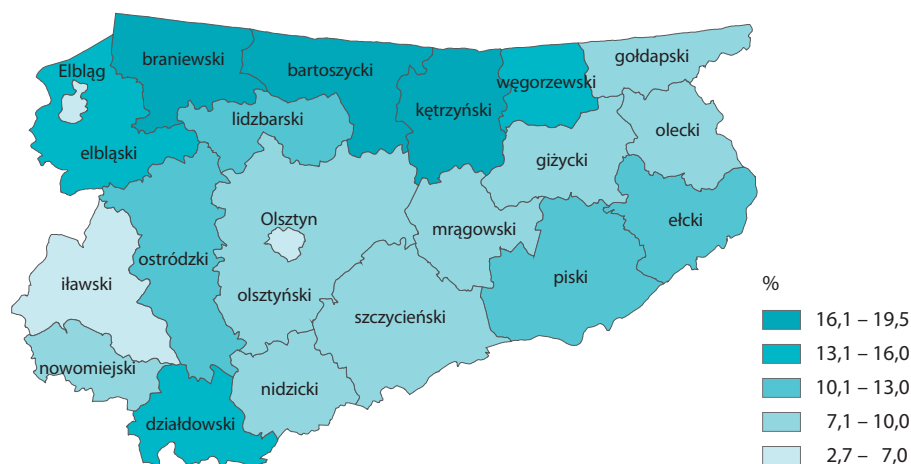 gołdapski
Elbląg
braniewski
bartoszycki
węgorzewski
kętrzyński
lidzbarski
olecki
elbląski
giżycki
Olsztyn
mrągowski
ełcki
ostródzki
iławski
olsztyński
piski
szczycieński
nowomiejski
nidzicki
działdowski
%
16,1 – 19,5
13,1 – 16,0
10,1 – 13,0
7,1 – 10,0
2,7 – 7,0